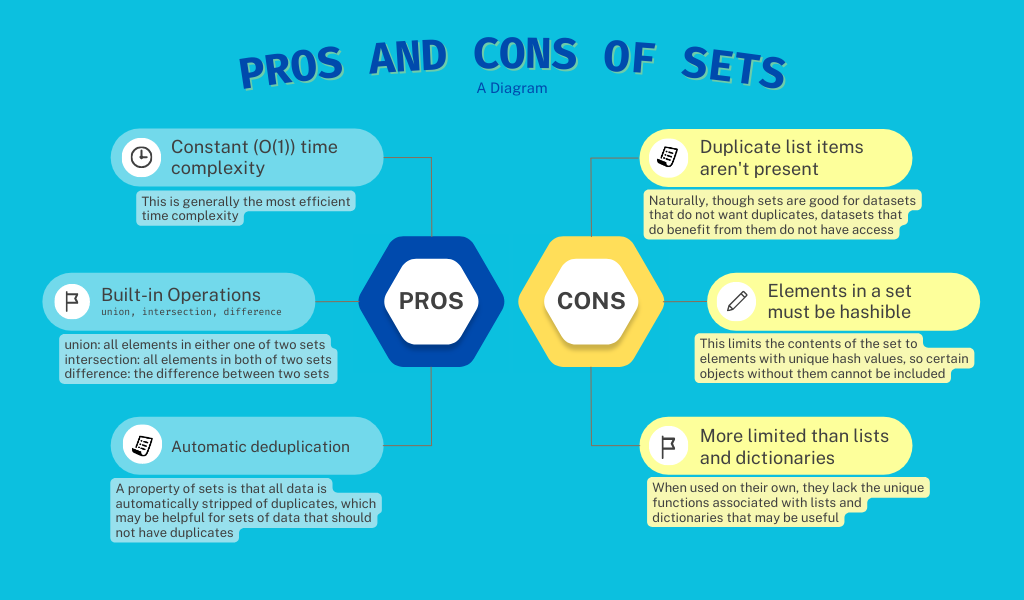 PROS AND CONS OF SETS
A Diagram
PROS
Constant (O(1)) time
complexity
This is generally the most efficient
time complexity
Built-in Operations
union, intersection, difference
union: all elements in either one of two sets
intersection: all elements in both of two sets
difference: the difference between two sets
Automatic deduplication
A property of sets is that all data is
automatically stripped of duplicates, which
may be helpful for sets of data that should
not have duplicates
CONS
Duplicate list items
aren't present
Naturally, though sets are good for datasets
that do not want duplicates, datasets that
do benefit from them do not have access
Elements in a set
must be hashible
This limits the contents of the set to
elements with unique hash values, so certain
objects without them cannot be included
More limited than lists
and dictionaries
When used on their own, they lack the unique
functions associated with lists and
dictionaries that may be useful